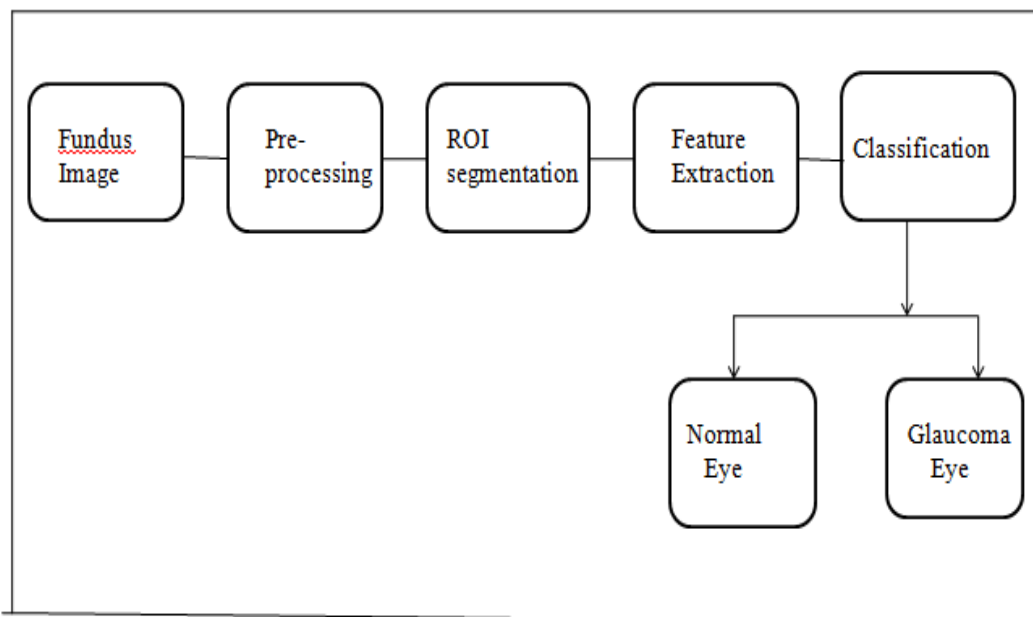 Fundus
Image
Pre-
processing
ROI
segmentation
Feature
Extraction
Classification
Normal
Eye
Glaucoma
Eye